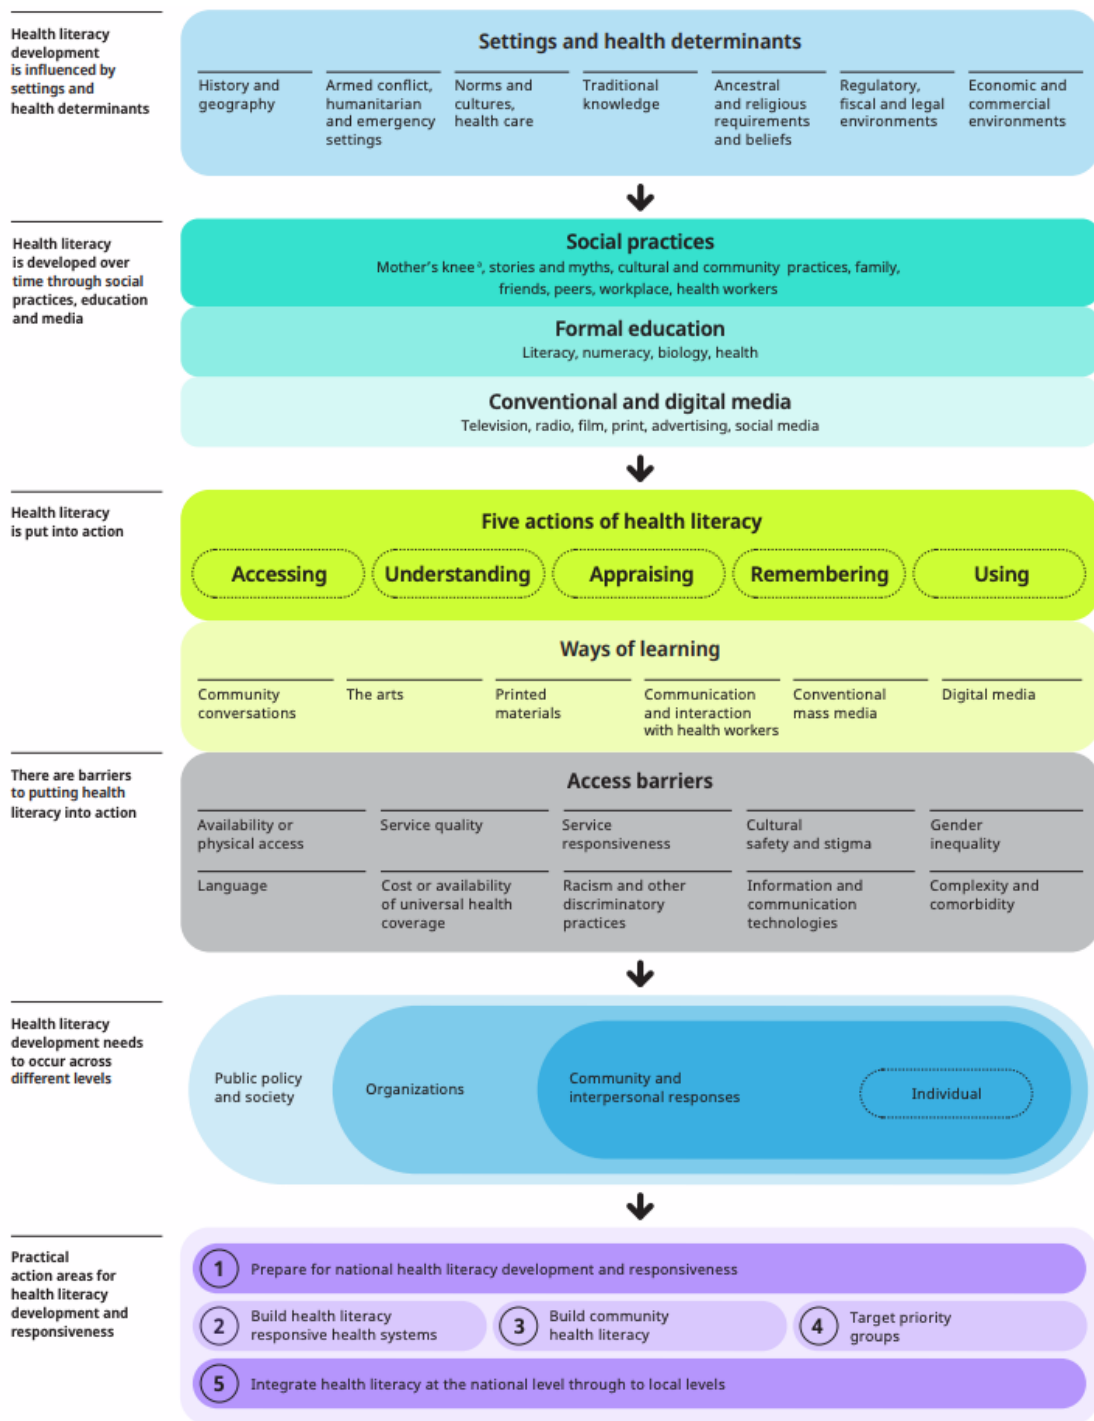 Health literacy
development
is influenced by
settings and
health determinants
Settings and health determinants
History and
geography
Armed conflict,
humanitarian
and emergency
settings
Norms and
cultures,
health care
Traditional
knowledge
Ancestral
and religious
requirements
and beliefs
Regulatory,
fiscal and legal
environments
Economic and
commercial
environments
Health literacy
is developed over
time through social
practices, education
and media
Social practices
Mother's kneeᵃ, stories and myths, cultural and community practices, family,
friends, peers, workplace, health workers
Formal education
Literacy, numeracy, biology, health
Conventional and digital media
Television, radio, film, print, advertising, social media
Health literacy
is put into action
Five actions of health literacy
Accessing
Understanding
Appraising
Remembering
Using
Ways of learning
Community
conversations
The arts
Printed
materials
Communication
and interaction
with health workers
Conventional
mass media
Digital media
There are barriers
to putting health
literacy into action
Access barriers
Availability or
physical access
Service quality
Service
responsiveness
Cultural
safety and stigma
Gender
inequality
Language
Cost or availability
of universal health
coverage
Racism and other
discriminatory
practices
Information and
communication
technologies
Complexity and
comorbidity
Health literacy
development needs
to occur across
different levels
Public policy
and society
Organizations
Community and
interpersonal responses
Individual
Practical
action areas for
health literacy
development and
responsiveness
1 Prepare for national health literacy development and responsiveness
2 Build health literacy
responsive health systems
3 Build community
health literacy
4 Target priority
groups
5 Integrate health literacy at the national level through to local levels